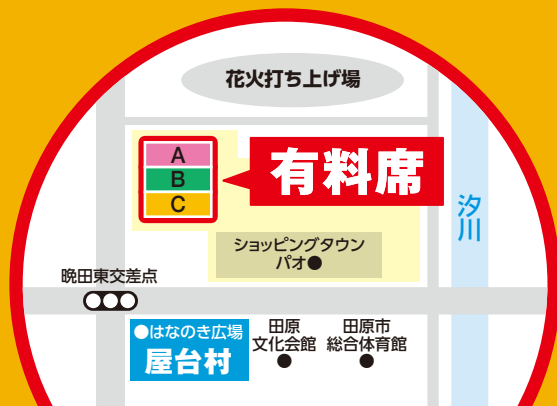 花火打ち上げ場
A
B
C
有料席
汐川
ショッピングタウン
パオ●
晩田東交差点
●はなのき広場
屋台村
田原
文化会館
●
田原市
総合体育館
●